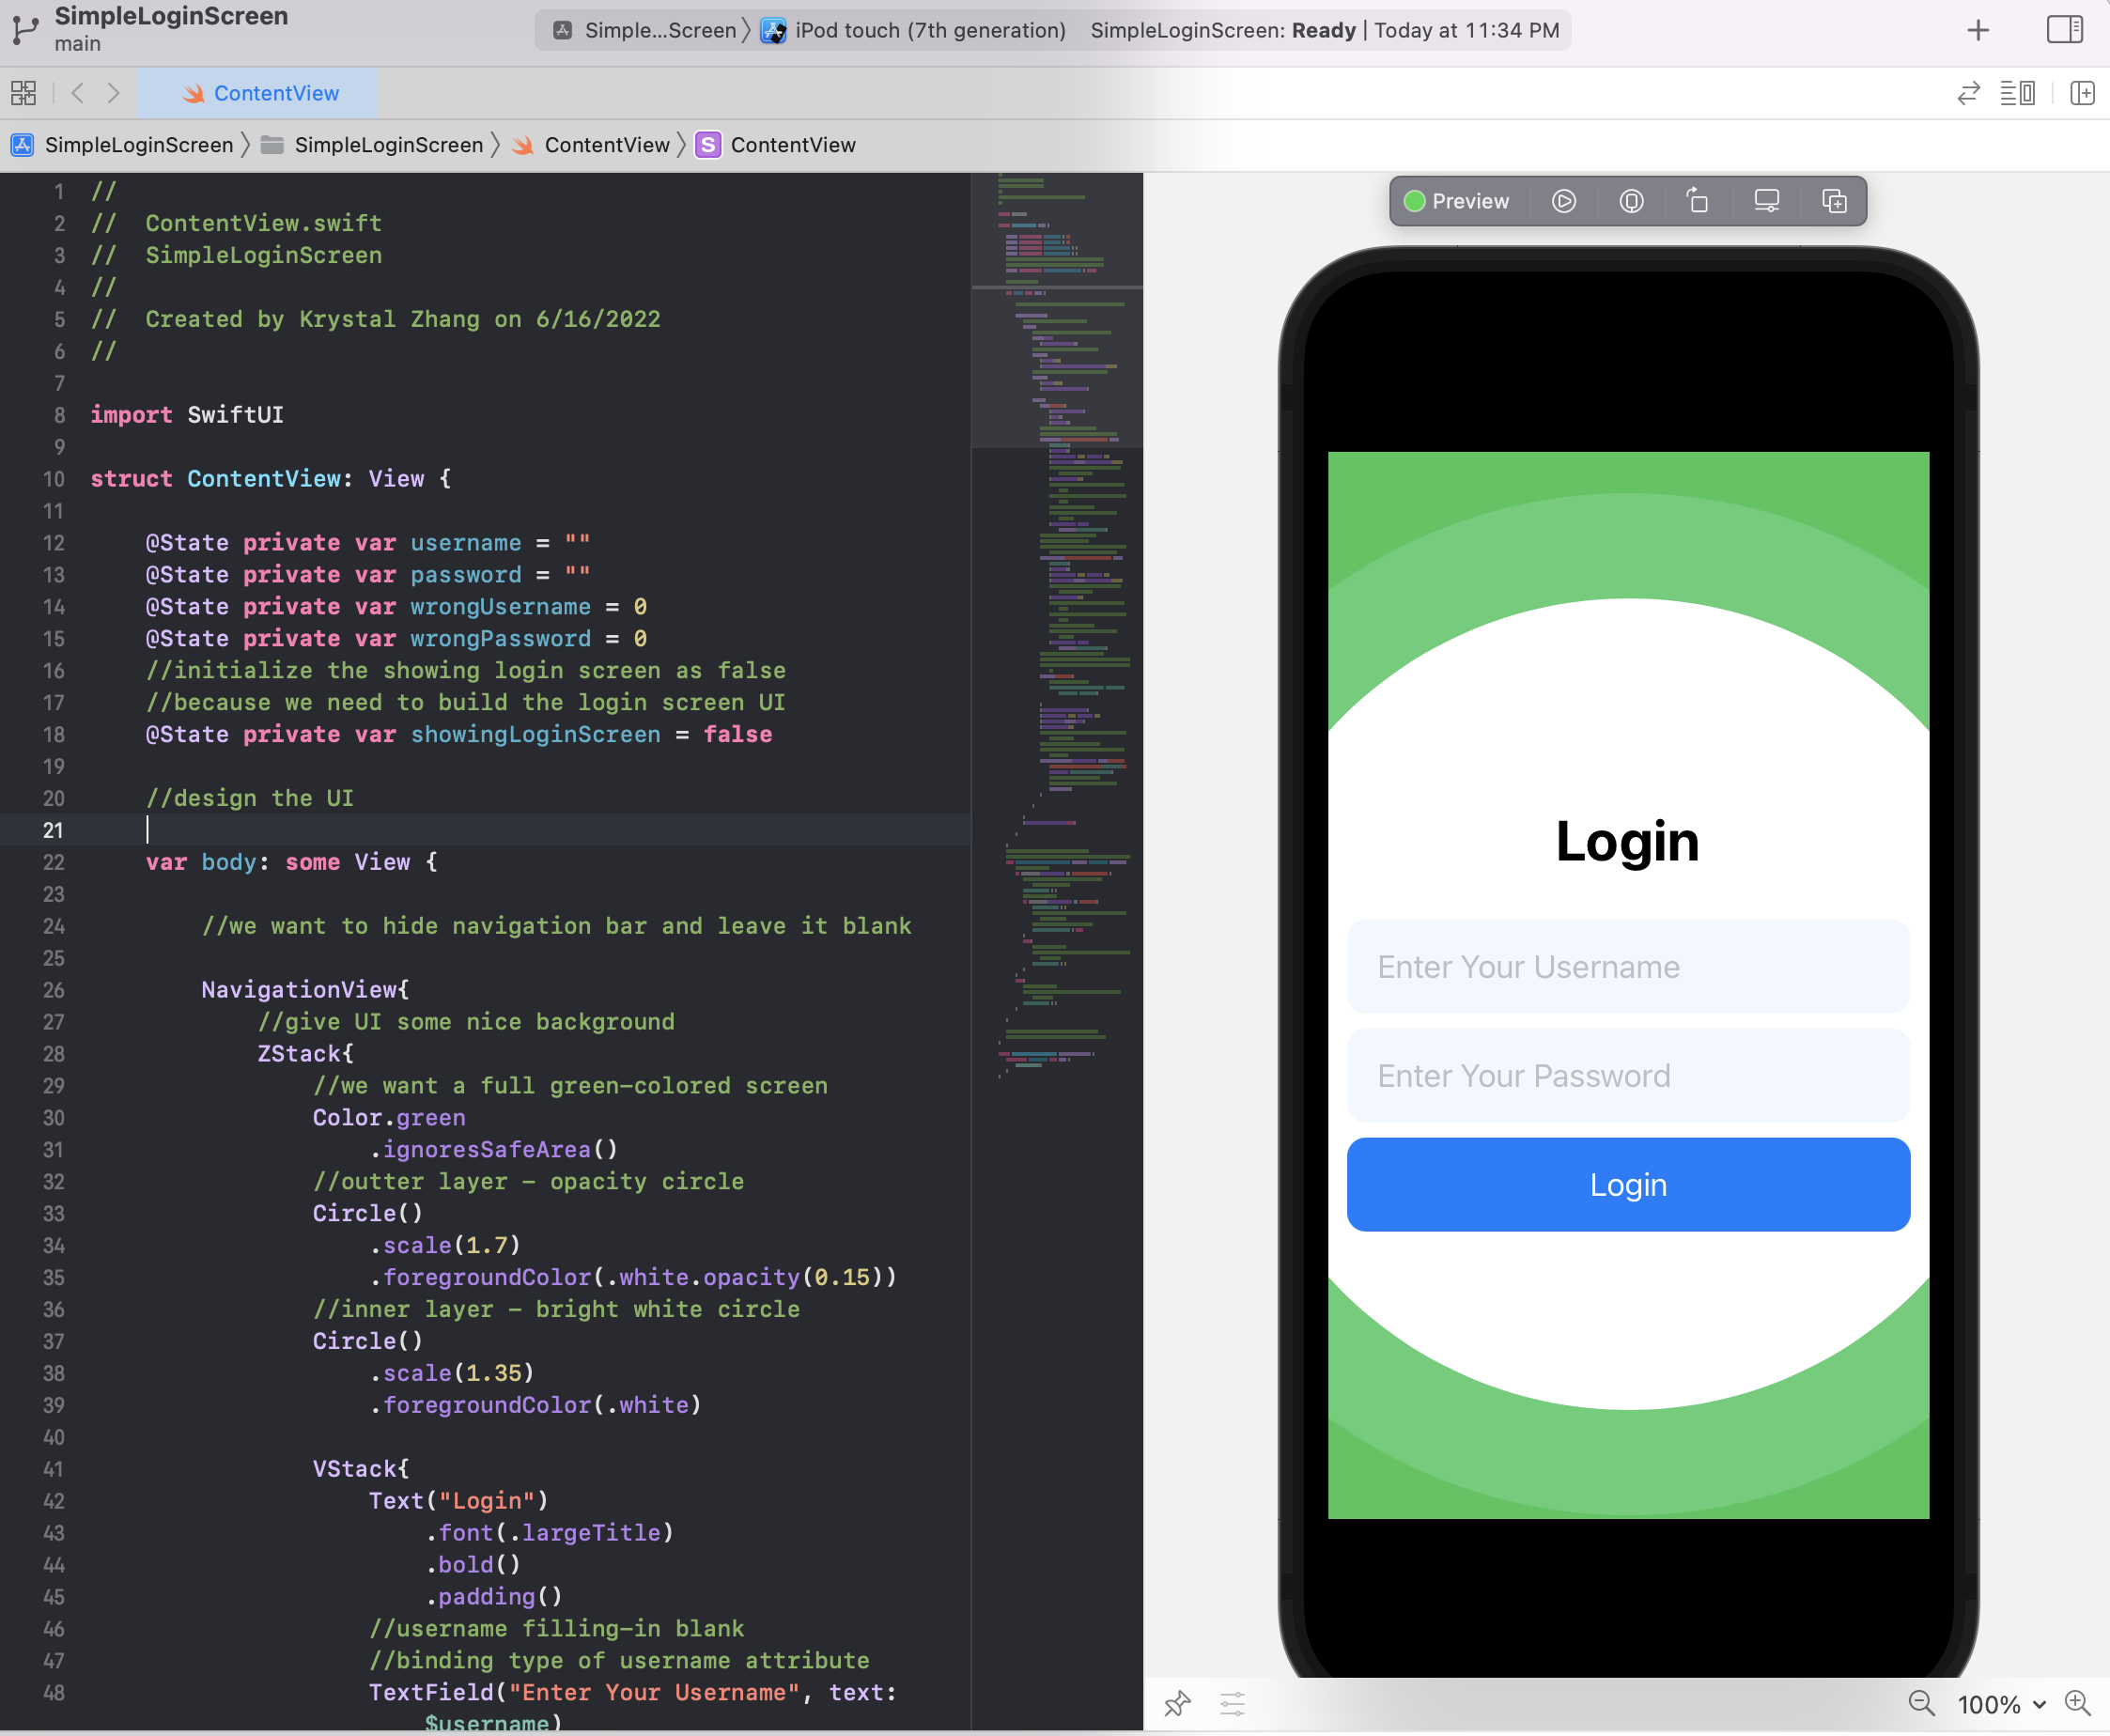 SimpleLoginScreen
main
Simple...Screen 〉 iPod touch (7th generation) SimpleLoginScreen: Ready | Today at 11:34 PM
ContentView
SimpleLoginScreen 〉 SimpleLoginScreen 〉 ContentView 〉 S ContentView
1 //
2 //  ContentView.swift
3 //  SimpleLoginScreen
4 //
5 //  Created by Krystal Zhang on 6/16/2022
6 //
7
8 import SwiftUI
9
10 struct ContentView: View {
11
12     @State private var username = ""
13     @State private var password = ""
14     @State private var wrongUsername = 0
15     @State private var wrongPassword = 0
16     //initialize the showing login screen as false
17     //because we need to build the login screen UI
18     @State private var showingLoginScreen = false
19
20     //design the UI
21
22     var body: some View {
23
24         //we want to hide navigation bar and leave it blank
25
26         NavigationView{
27             //give UI some nice background
28             ZStack{
29                 //we want a full green-colored screen
30                 Color.green
31                     .ignoresSafeArea()
32                 //outter layer - opacity circle
33                 Circle()
34                     .scale(1.7)
35                     .foregroundColor(.white.opacity(0.15))
36                 //inner layer - bright white circle
37                 Circle()
38                     .scale(1.35)
39                     .foregroundColor(.white)
40
41                 VStack{
42                     Text("Login")
43                         .font(.largeTitle)
44                         .bold()
45                         .padding()
46                     //username filling-in blank
47                     //binding type of username attribute
48                     TextField("Enter Your Username", text:
                        $username)
Preview
Login
Enter Your Username
Enter Your Password
Login
100%